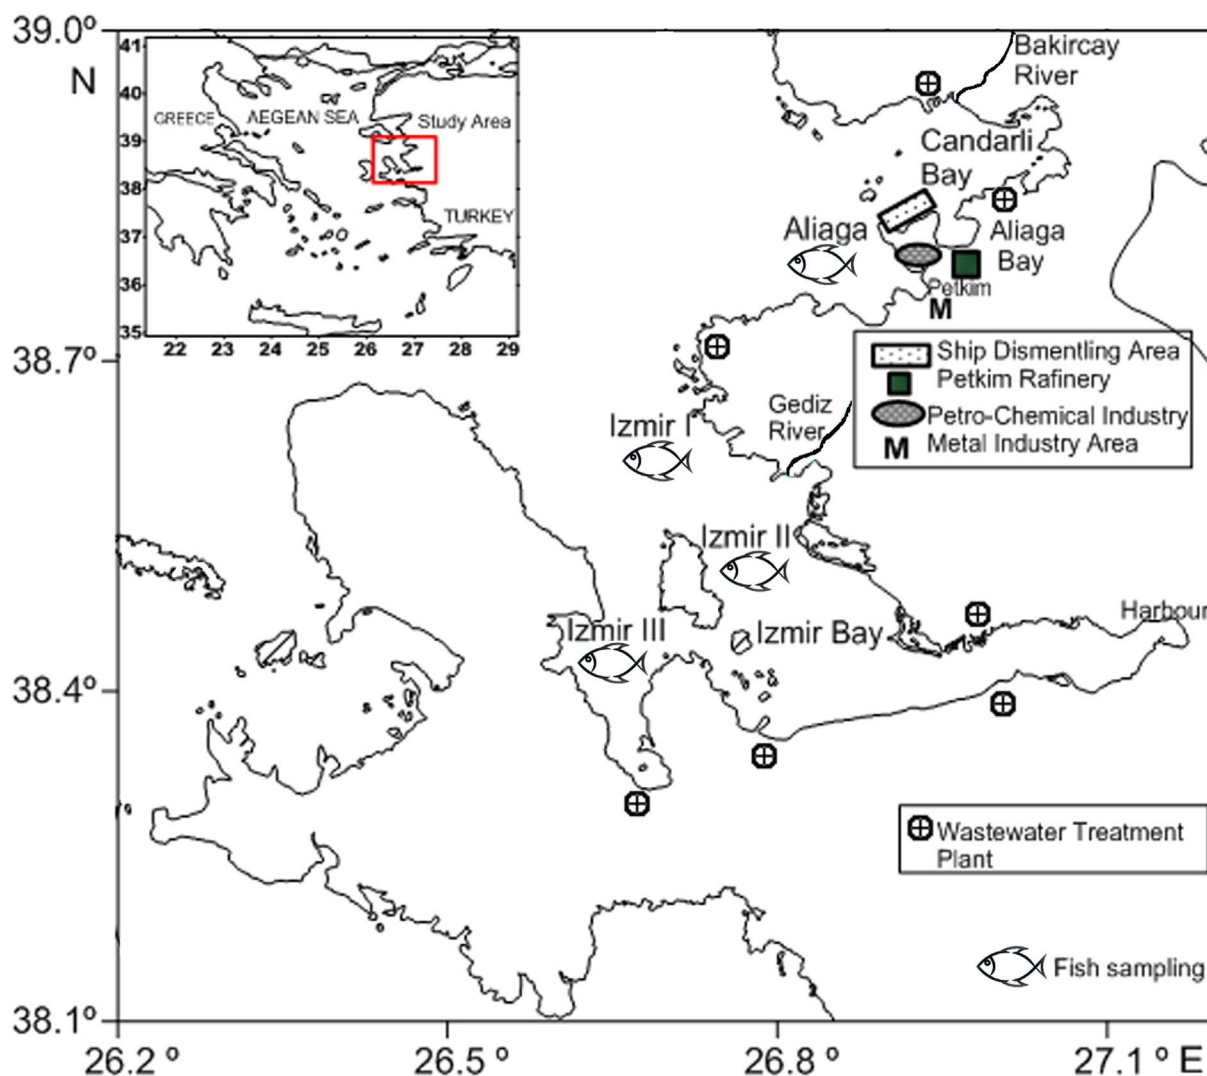 39.0º
N
41
40
39
38
37
36
35
22
23
24
25
26
27
28
29
GREECE
AEGEAN SEA
Study Area
TURKEY
Bakircay
River
Candarli
Bay
Aliaga
Aliaga
Bay
Petkim
M
38.7º
Ship Dismentling Area
Petkim Rafinery
Petro-Chemical Industry
M Metal Industry Area
Gediz
River
Izmir I
Izmir II
Izmir III
Izmir Bay
Harbour
38.4º
Wastewater Treatment
Plant
Fish sampling
38.1º
26.2 º
26.5 º
26.8 º
27.1 º E